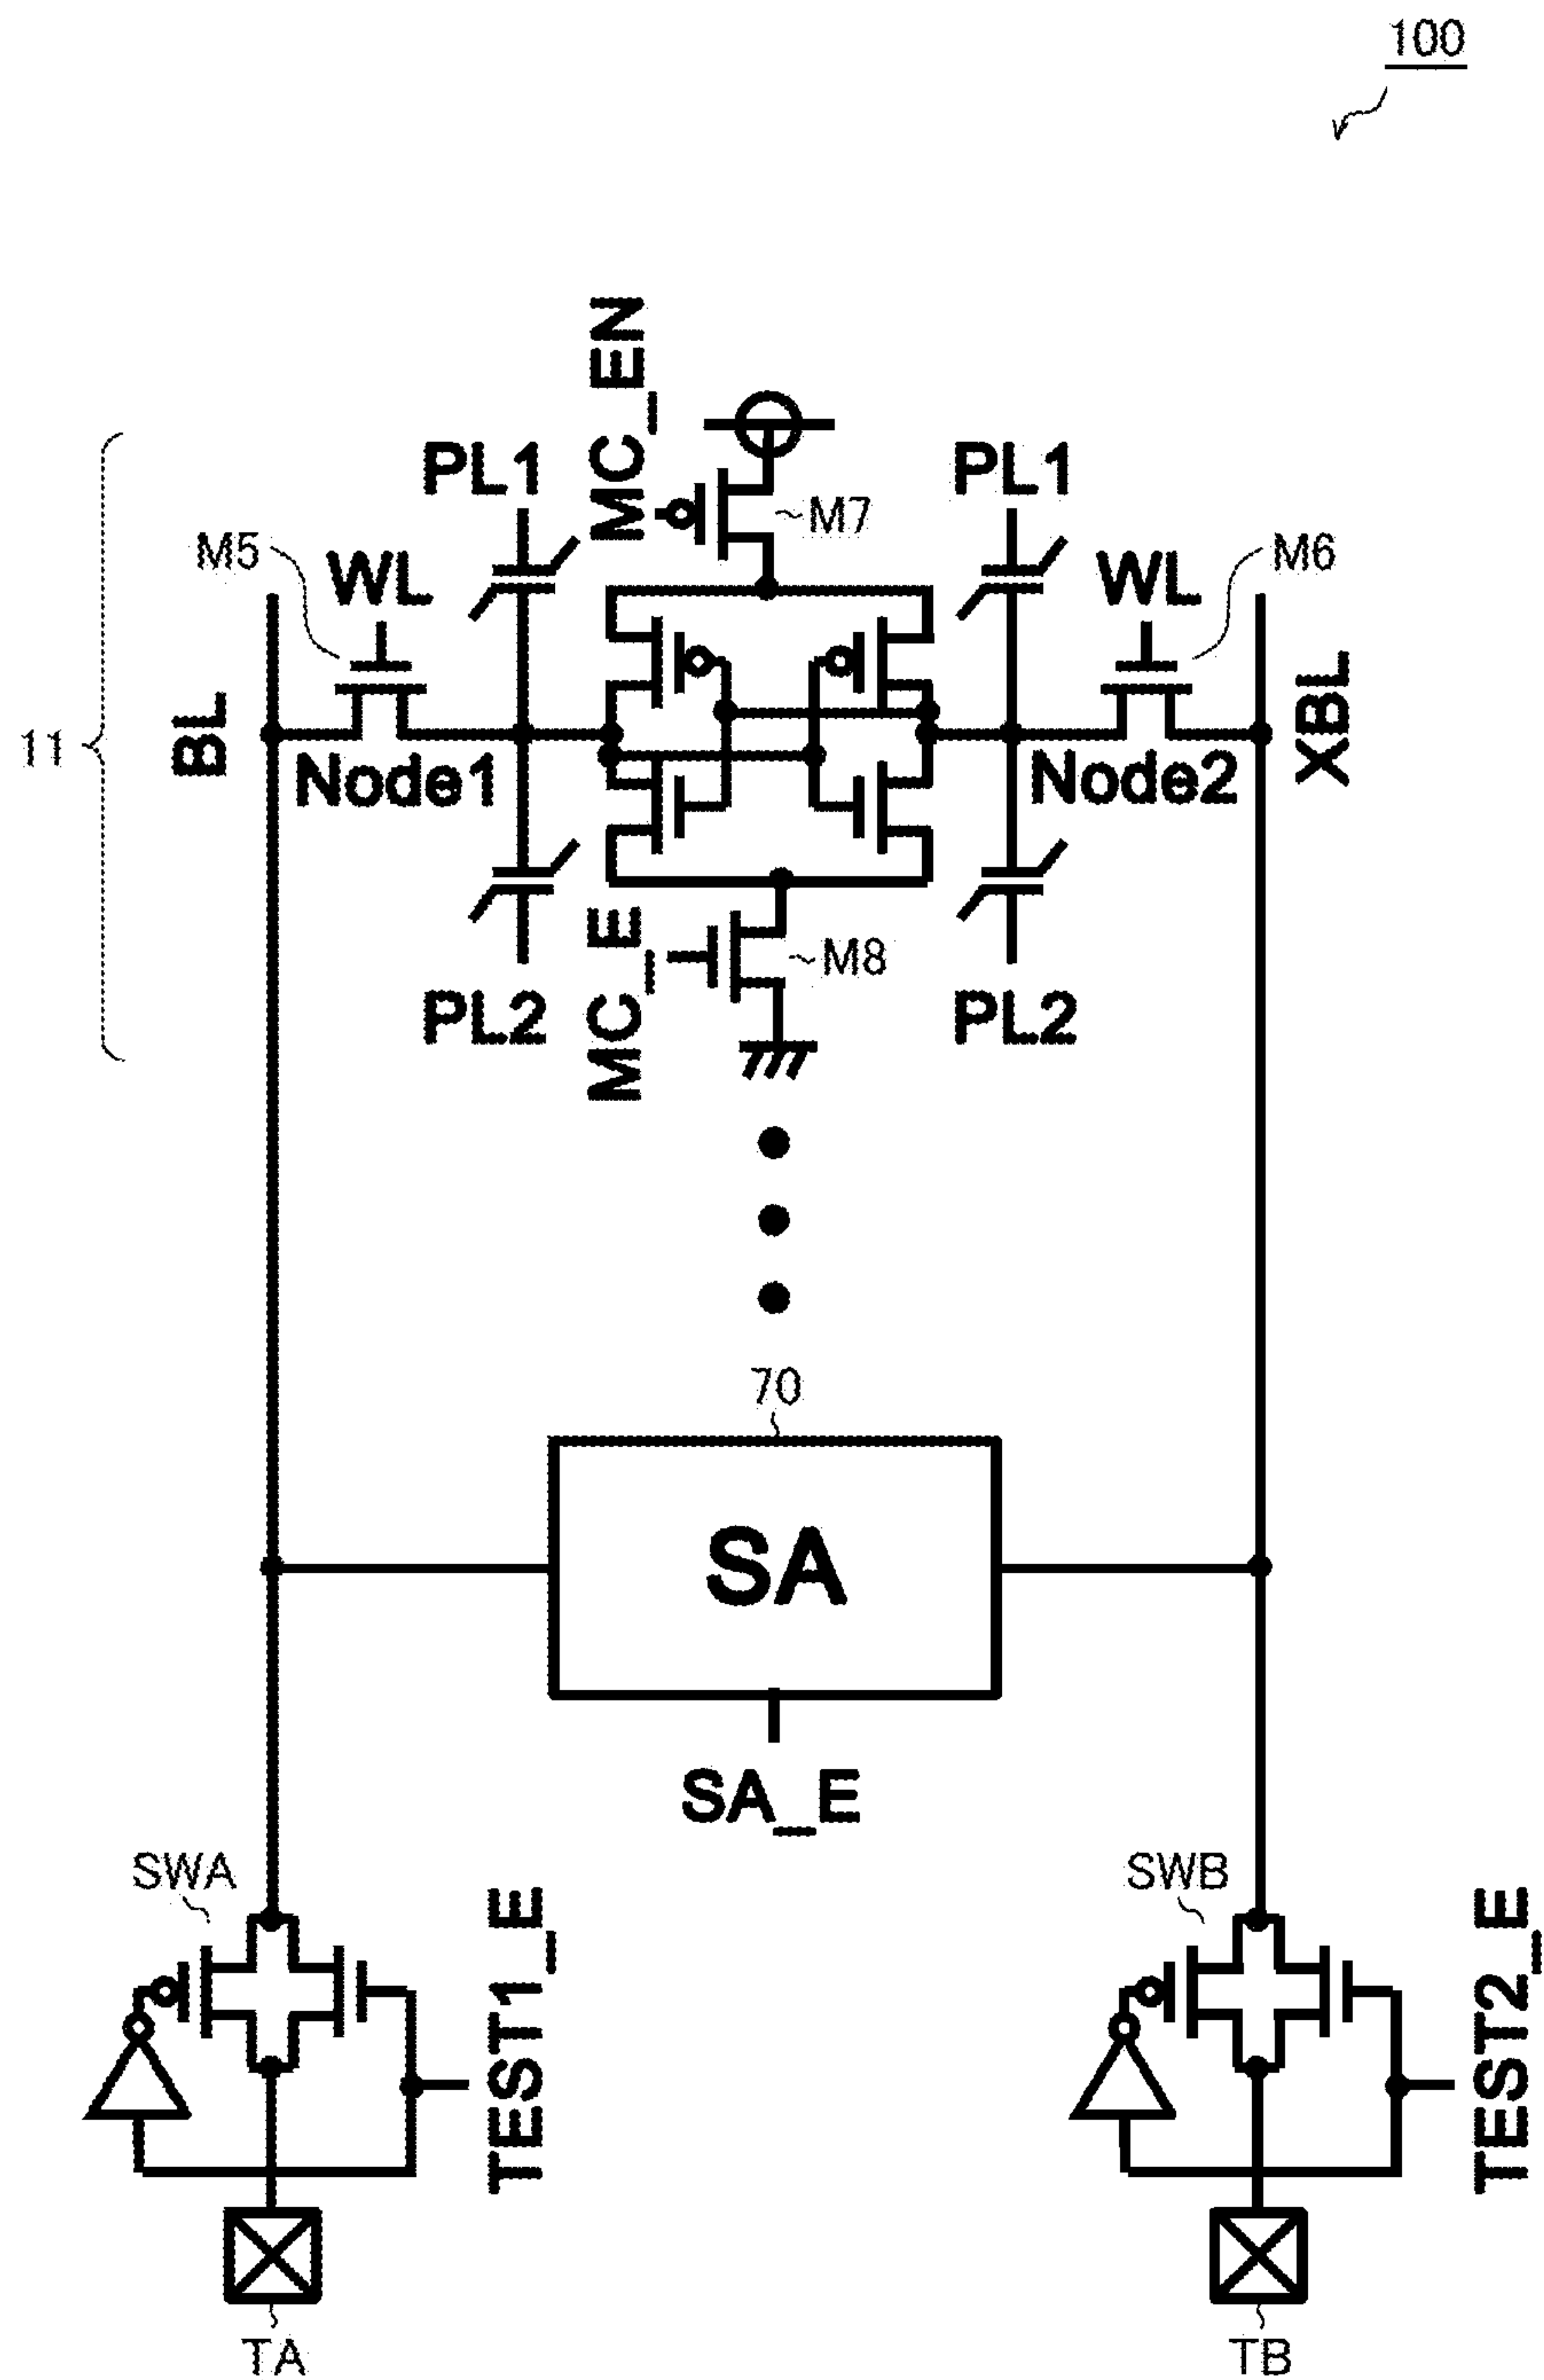 100
MC_EN
PL1
PL1
M7
M5
WL
WL
M6
11
BL
Node1
Node2
XBL
MC_E
M8
PL2
PL2
70
SA
SA_E
SWA
TEST1_E
SWB
TEST2_E
TA
TB